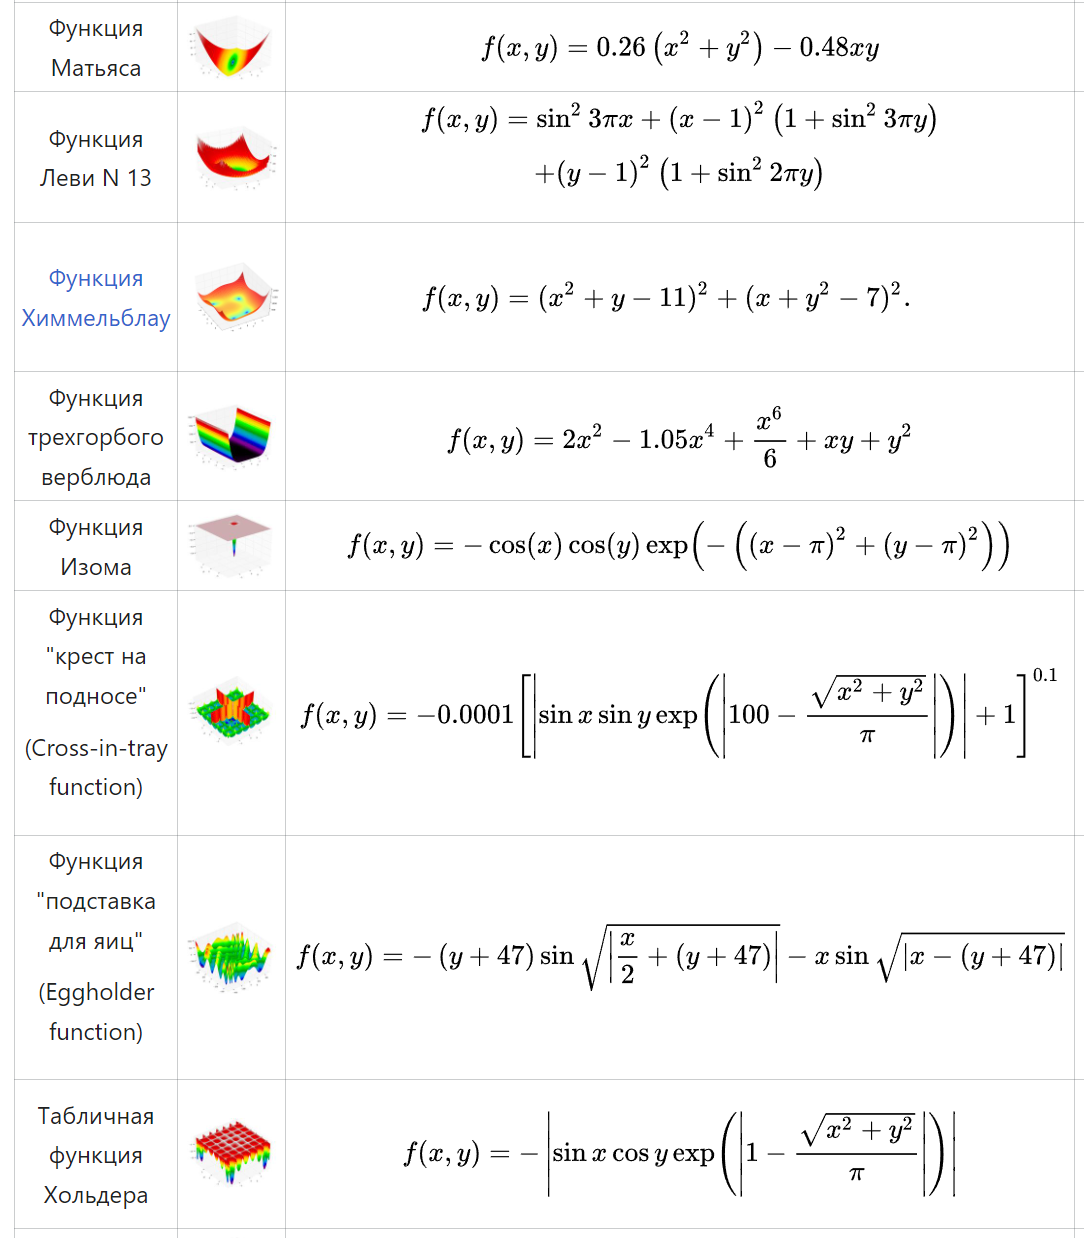 Функция
Матьяса
f(x, y) = 0.26 (x² + y²) − 0.48xy
Функция
Леви N 13
f(x, y) = sin² 3πx + (x − 1)² (1 + sin² 3πy)
+(y − 1)² (1 + sin² 2πy)
Функция
Химмельблау
f(x, y) = (x² + y − 11)² + (x + y² − 7)².
Функция
трехгорбого
верблюда
f(x, y) = 2x² − 1.05x⁴ + x⁶/6 + xy + y²
Функция
Изома
f(x, y) = − cos(x) cos(y) exp(− ((x − π)² + (y − π)²))
Функция
"крест на
подносе"
(Cross-in-tray
function)
f(x, y) = −0.0001 [|sin x sin y exp(|100 − √(x² + y²)/π|)| + 1]^0.1
Функция
"подставка
для яиц"
(Eggholder
function)
f(x, y) = − (y + 47) sin √|x/2 + (y + 47)| − x sin √|x − (y + 47)|
Табличная
функция
Хольдера
f(x, y) = − |sin x cos y exp(|1 − √(x² + y²)/π|)|